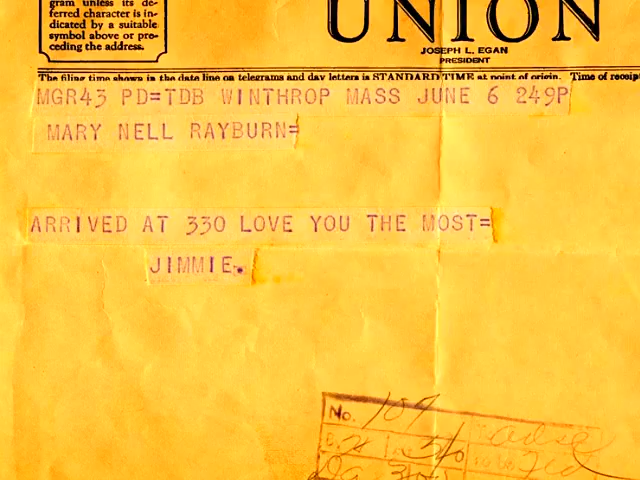 gram unless its de-
ferred character is in-
dicated by a suitable
symbol above or pre-
ceding the address.
UNION
JOSEPH L. EGAN
PRESIDENT
The filing time shown in the date line on telegrams and day letters is STANDARD TIME at point of origin. Time of receipt
MGR43 PD=TDB WINTHROP MASS JUNE 6 249P
MARY NELL RAYBURN=
ARRIVED AT 330 LOVE YOU THE MOST=
JIMMIE.
No. 107